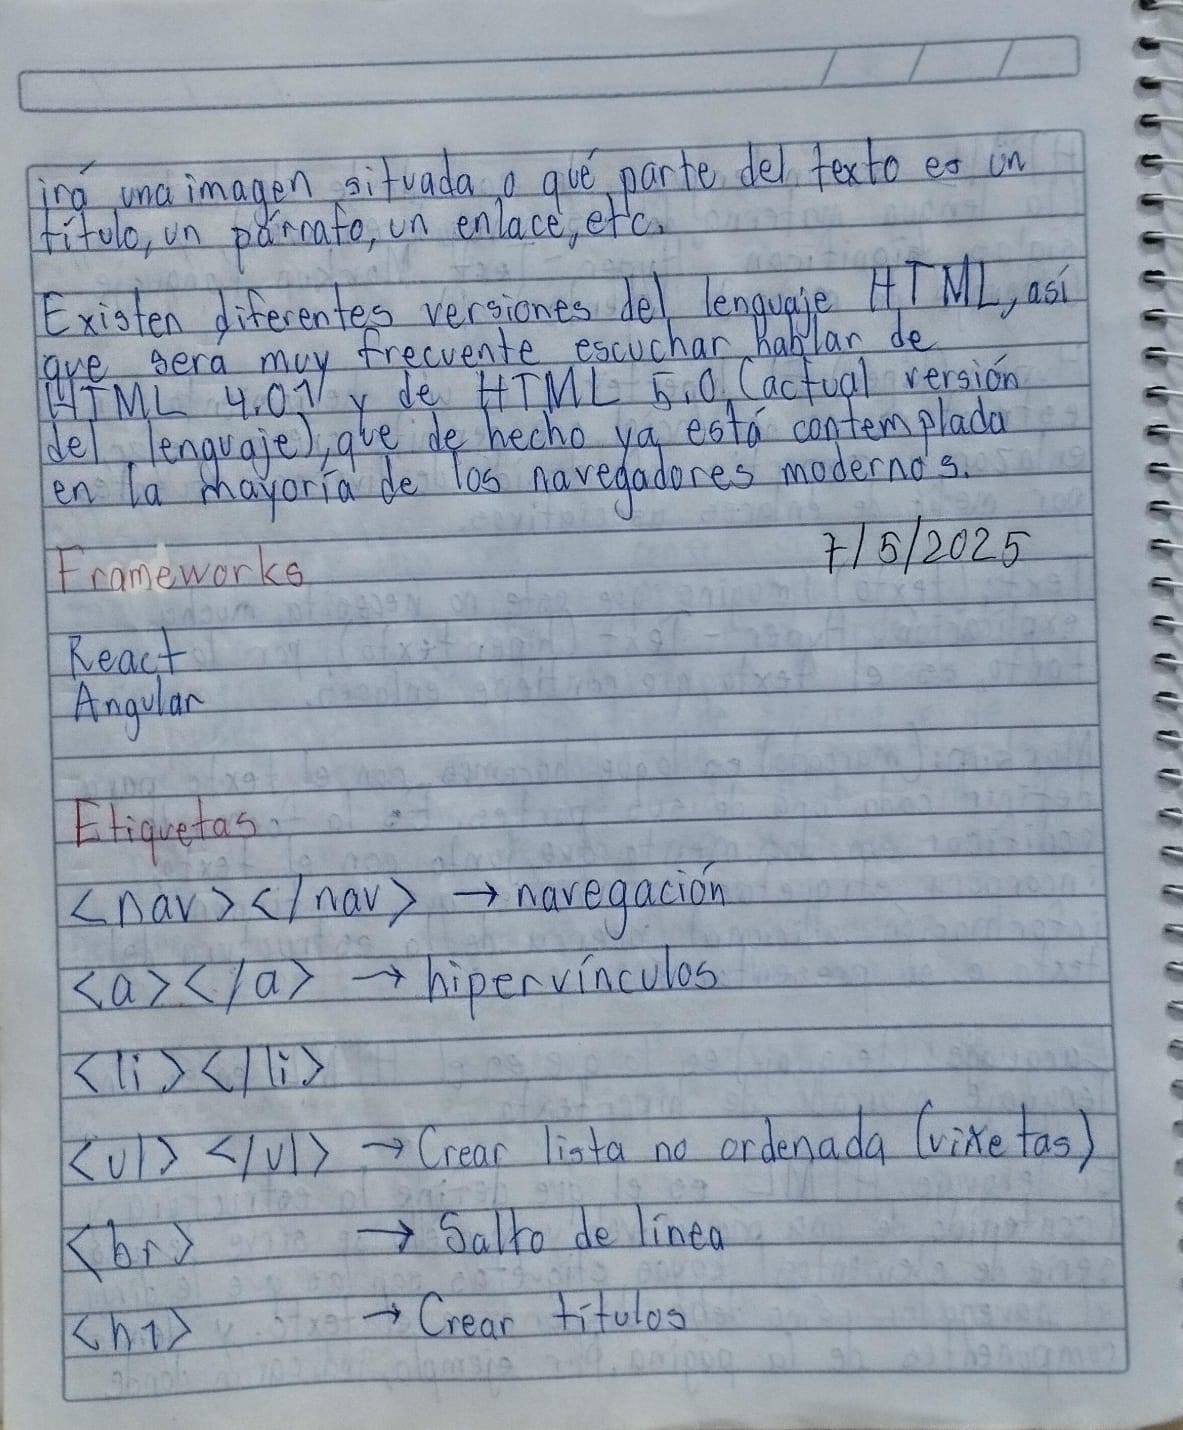 irá una imagen situada o qué parte del texto es un
título, un párrafo, un enlace, etc.
Existen diferentes versiones del lenguaje HTML, así
que sera muy frecuente escuchar hablar de
HTML 4.01 y de HTML 5.0 (actual versión
del lenguaje), que de hecho ya está contemplada
en la mayoría de los navegadores modernos.
Frameworks 7/5/2025
React
Angular
Etiquetas
<nav></nav> → navegación
<a></a> → hipervínculos
<li></li>
<ul> </ul> → Crear lista no ordenada (viñetas)
<br> → Salto de línea
<h1> → Crear títulos